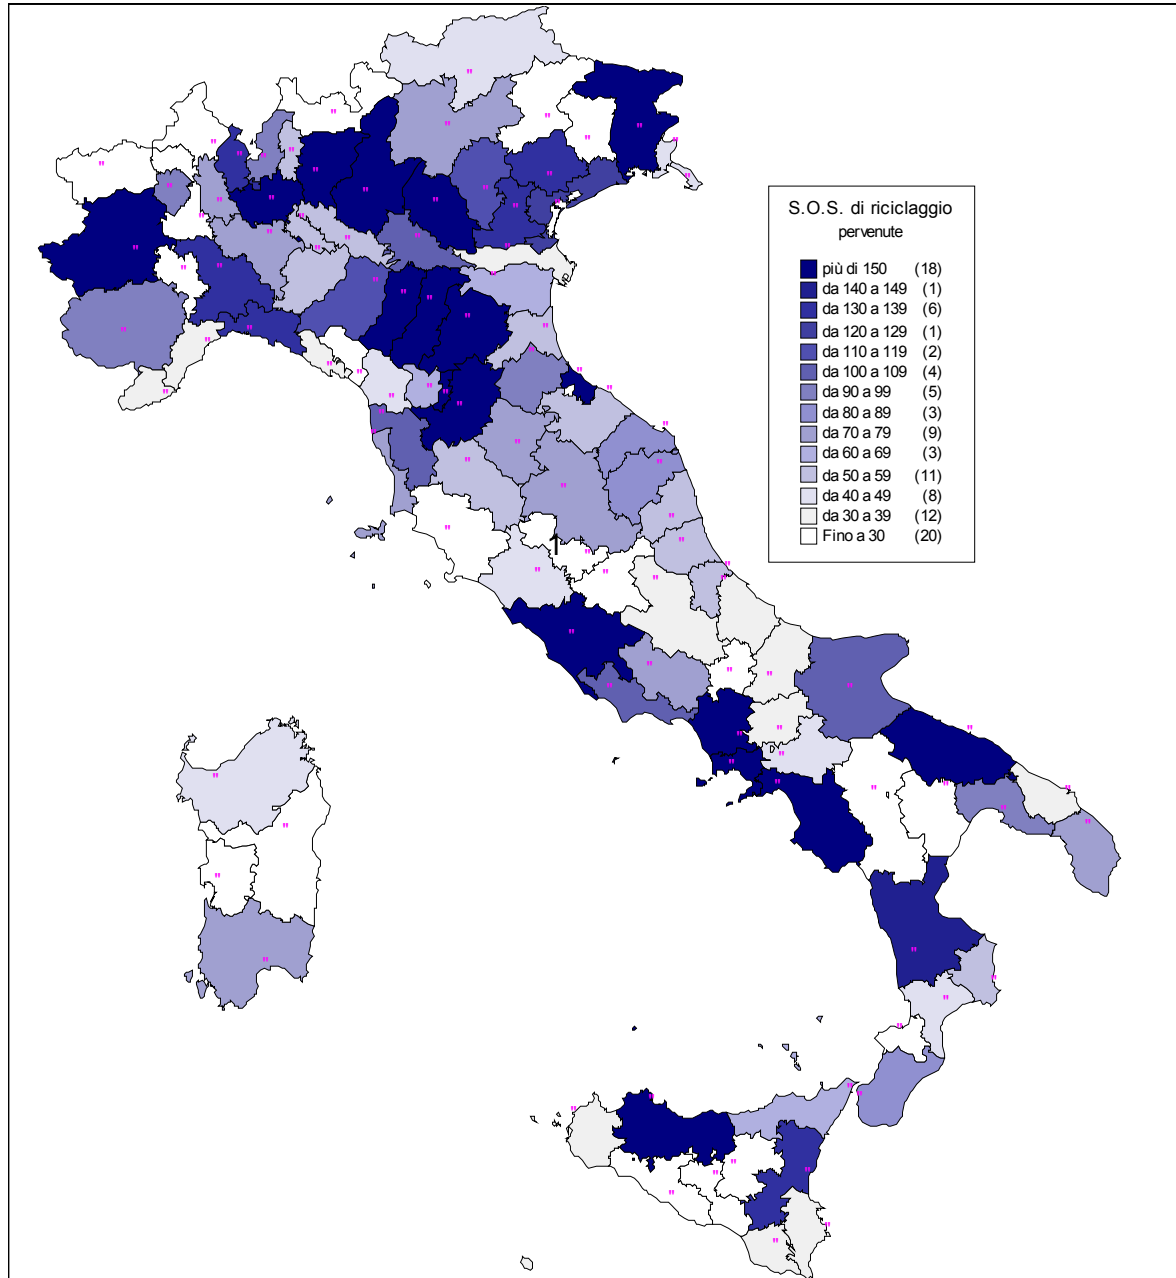 S.O.S. di riciclaggio
pervenute
più di 150 (18)
da 140 a 149 (1)
da 130 a 139 (6)
da 120 a 129 (1)
da 110 a 119 (2)
da 100 a 109 (4)
da 90 a 99 (5)
da 80 a 89 (3)
da 70 a 79 (9)
da 60 a 69 (3)
da 50 a 59 (11)
da 40 a 49 (8)
da 30 a 39 (12)
Fino a 30 (20)
1